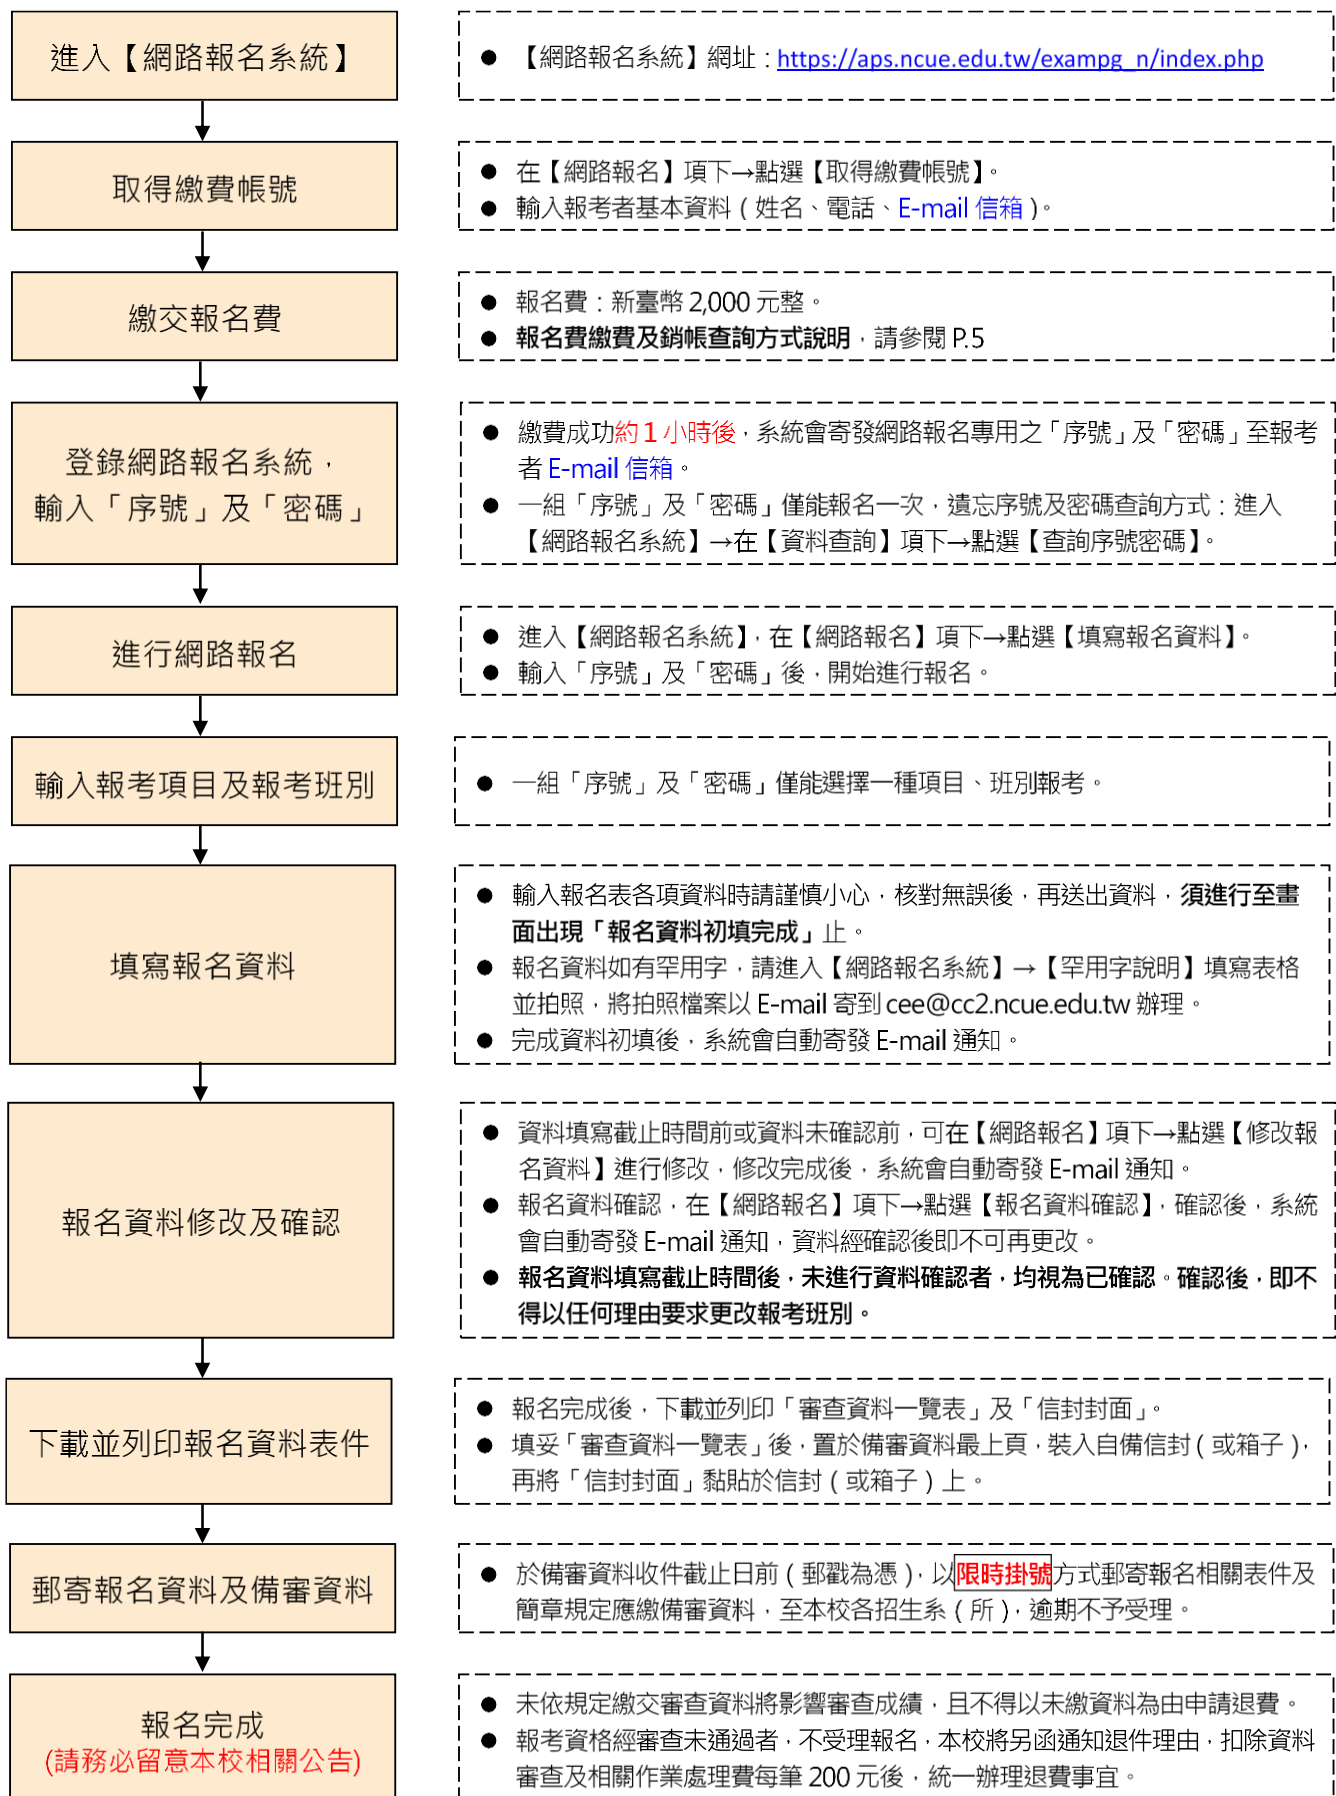 進入【網路報名系統】
● 【網路報名系統】網址：https://aps.ncue.edu.tw/exampg_n/index.php
取得繳費帳號
● 在【網路報名】項下→點選【取得繳費帳號】。
● 輸入報考者基本資料（姓名、電話、E-mail 信箱）。
繳交報名費
● 報名費：新臺幣 2,000 元整。
● 報名費繳費及銷帳查詢方式說明，請參閱 P.5
登錄網路報名系統，
輸入「序號」及「密碼」
● 繳費成功約 1 小時後，系統會寄發網路報名專用之「序號」及「密碼」至報考
者 E-mail 信箱。
● 一組「序號」及「密碼」僅能報名一次，遺忘序號及密碼查詢方式：進入
【網路報名系統】→在【資料查詢】項下→點選【查詢序號密碼】。
進行網路報名
● 進入【網路報名系統】，在【網路報名】項下→點選【填寫報名資料】。
● 輸入「序號」及「密碼」後，開始進行報名。
輸入報考項目及報考班別
● 一組「序號」及「密碼」僅能選擇一種項目、班別報考。
填寫報名資料
● 輸入報名表各項資料時請謹慎小心，核對無誤後，再送出資料，須進行至畫
面出現「報名資料初填完成」止。
● 報名資料如有罕用字，請進入【網路報名系統】→【罕用字說明】填寫表格
並拍照，將拍照檔案以 E-mail 寄到 cee@cc2.ncue.edu.tw 辦理。
● 完成資料初填後，系統會自動寄發 E-mail 通知。
報名資料修改及確認
● 資料填寫截止時間前或資料未確認前，可在【網路報名】項下→點選【修改報
名資料】進行修改，修改完成後，系統會自動寄發 E-mail 通知。
● 報名資料確認，在【網路報名】項下→點選【報名資料確認】，確認後，系統
會自動寄發 E-mail 通知，資料經確認後即不可再更改。
● 報名資料填寫截止時間後，未進行資料確認者，均視為已確認。確認後，即不
得以任何理由要求更改報考班別。
下載並列印報名資料表件
● 報名完成後，下載並列印「審查資料一覽表」及「信封封面」。
● 填妥「審查資料一覽表」後，置於備審資料最上頁，裝入自備信封（或箱子），
再將「信封封面」黏貼於信封（或箱子）上。
郵寄報名資料及備審資料
● 於備審資料收件截止日前（郵戳為憑），以限時掛號方式郵寄報名相關表件及
簡章規定應繳備審資料，至本校各招生系（所），逾期不予受理。
報名完成
(請務必留意本校相關公告)
● 未依規定繳交審查資料將影響審查成績，且不得以未繳資料為由申請退費。
● 報考資格經審查未通過者，不受理報名，本校將另函通知退件理由，扣除資料
審查及相關作業處理費每筆 200 元後，統一辦理退費事宜。